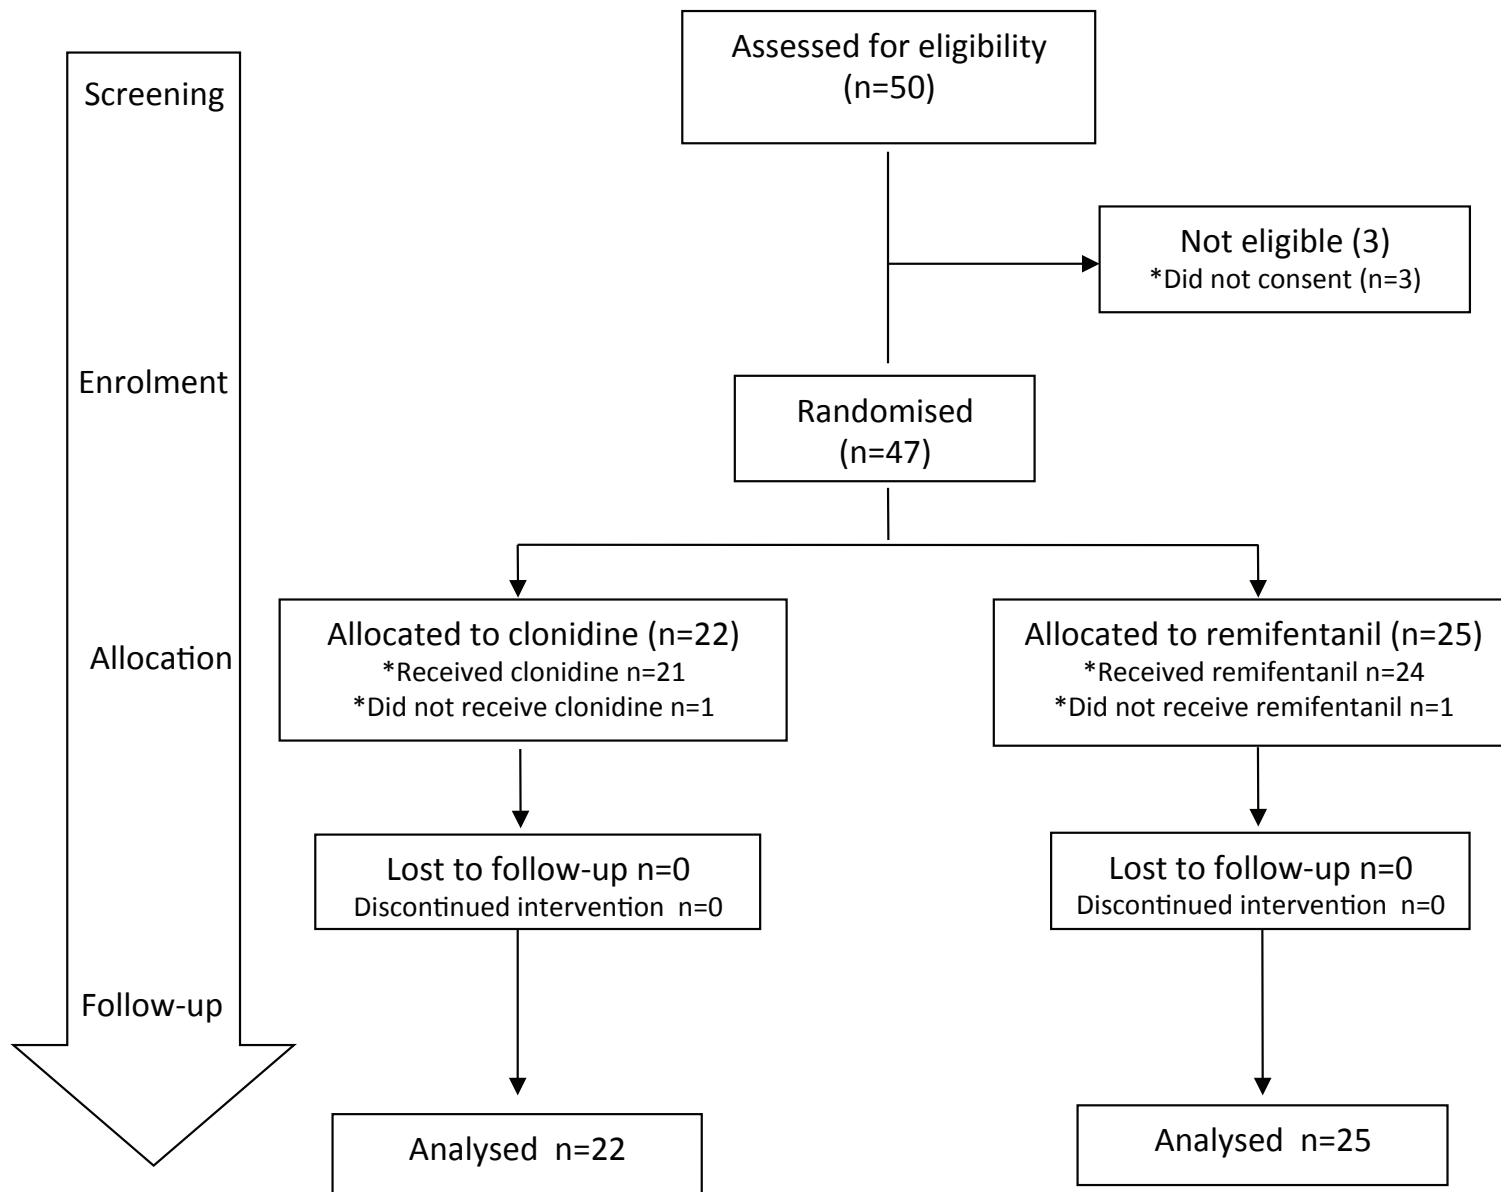 Assessed for eligibility
(n=50)
Screening
Not eligible (3)
*Did not consent (n=3)
Enrolment
Randomised
(n=47)
Allocation
Allocated to clonidine (n=22)
*Received clonidine n=21
*Did not receive clonidine n=1
Allocated to remifentanil (n=25)
*Received remifentanil n=24
*Did not receive remifentanil n=1
Lost to follow-up n=0
Discontinued intervention n=0
Lost to follow-up n=0
Discontinued intervention n=0
Follow-up
Analysed n=22
Analysed n=25